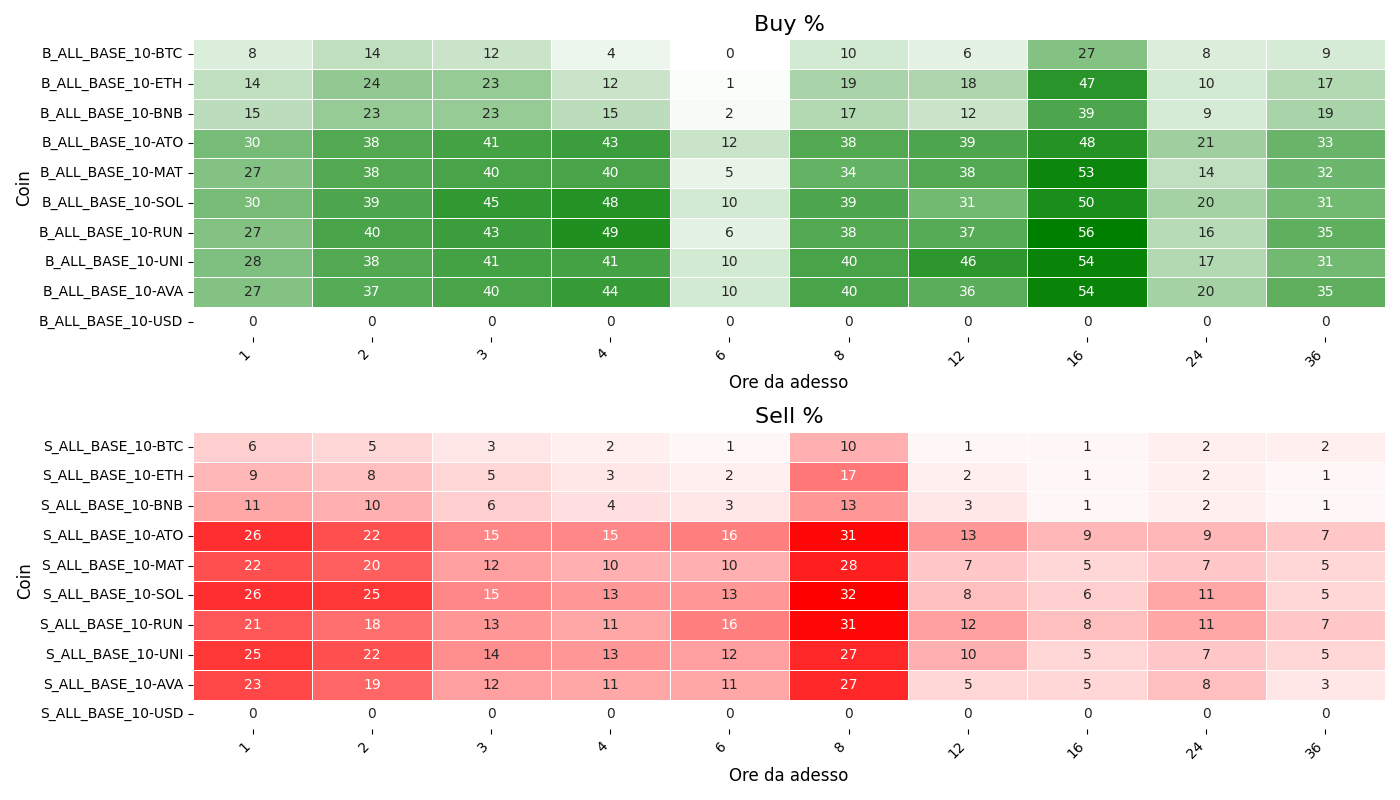 Buy %
Coin
B_ALL_BASE_10-BTC 8 14 12 4 0 10 6 27 8 9
B_ALL_BASE_10-ETH 14 24 23 12 1 19 18 47 10 17
B_ALL_BASE_10-BNB 15 23 23 15 2 17 12 39 9 19
B_ALL_BASE_10-ATO 30 38 41 43 12 38 39 48 21 33
B_ALL_BASE_10-MAT 27 38 40 40 5 34 38 53 14 32
B_ALL_BASE_10-SOL 30 39 45 48 10 39 31 50 20 31
B_ALL_BASE_10-RUN 27 40 43 49 6 38 37 56 16 35
B_ALL_BASE_10-UNI 28 38 41 41 10 40 46 54 17 31
B_ALL_BASE_10-AVA 27 37 40 44 10 40 36 54 20 35
B_ALL_BASE_10-USD 0 0 0 0 0 0 0 0 0 0
1 2 3 4 6 8 12 16 24 36
Ore da adesso
Sell %
Coin
S_ALL_BASE_10-BTC 6 5 3 2 1 10 1 1 2 2
S_ALL_BASE_10-ETH 9 8 5 3 2 17 2 1 2 1
S_ALL_BASE_10-BNB 11 10 6 4 3 13 3 1 2 1
S_ALL_BASE_10-ATO 26 22 15 15 16 31 13 9 9 7
S_ALL_BASE_10-MAT 22 20 12 10 10 28 7 5 7 5
S_ALL_BASE_10-SOL 26 25 15 13 13 32 8 6 11 5
S_ALL_BASE_10-RUN 21 18 13 11 16 31 12 8 11 7
S_ALL_BASE_10-UNI 25 22 14 13 12 27 10 5 7 5
S_ALL_BASE_10-AVA 23 19 12 11 11 27 5 5 8 3
S_ALL_BASE_10-USD 0 0 0 0 0 0 0 0 0 0
1 2 3 4 6 8 12 16 24 36
Ore da adesso